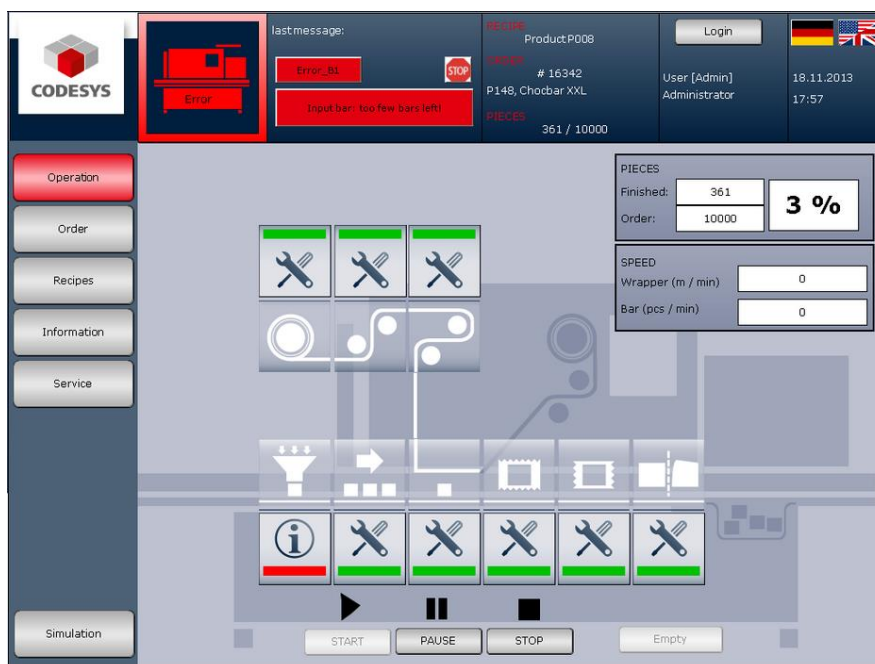 CODESYS
Error
last message:
Error_B1
STOP
Input bar: too few bars left!
RECIPE
Product P008
ORDER
# 16342
P148, Chocbar XXL
PIECES
361 / 10000
Login
User [Admin]
Administrator
18.11.2013
17:57
Operation
Order
Recipes
Information
Service
Simulation
PIECES
Finished: 361
Order: 10000
3 %
SPEED
Wrapper (m / min) 0
Bar (pcs / min) 0
START
PAUSE
STOP
Empty